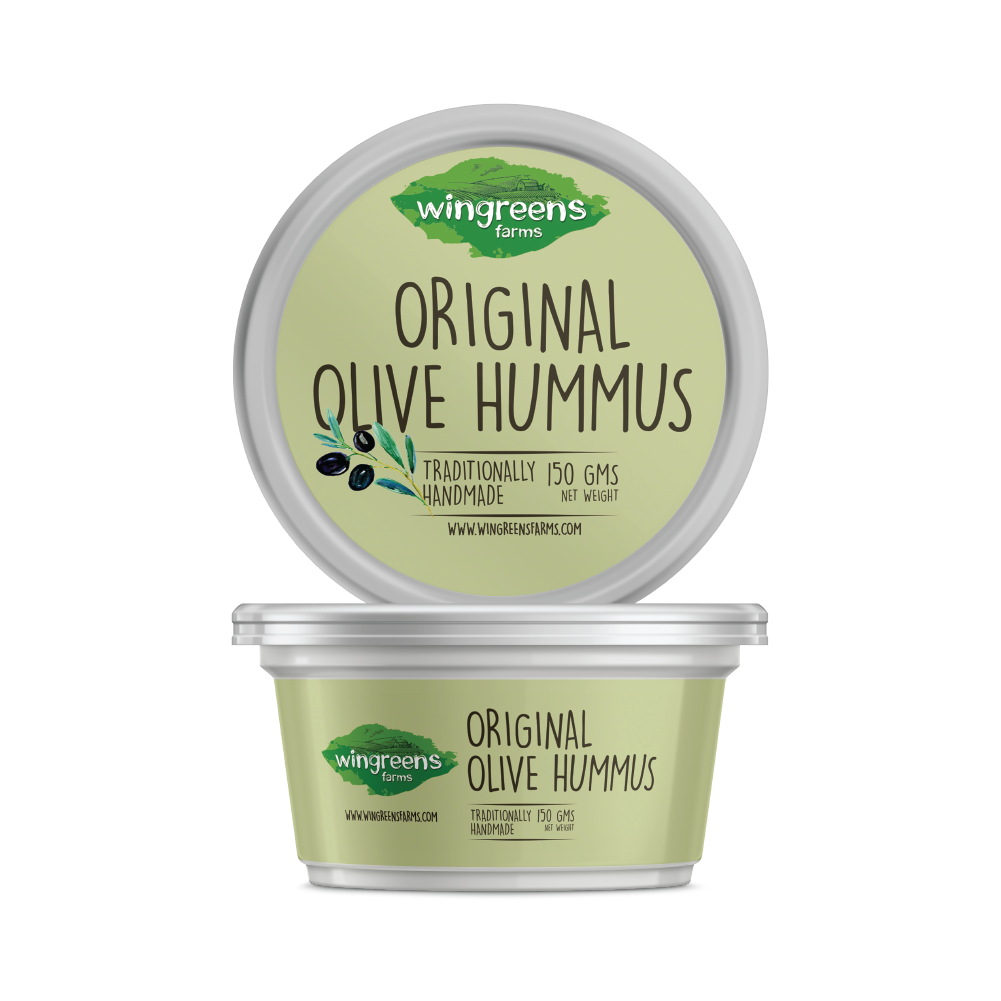 wingreens
farms
ORIGINAL
OLIVE HUMMUS
TRADITIONALLY 150 GMS
HANDMADE NET WEIGHT
WWW.WINGREENSFARMS.COM
wingreens
farms
WWW.WINGREENSFARMS.COM
ORIGINAL
OLIVE HUMMUS
TRADITIONALLY 150 GMS
HANDMADE NET WEIGHT